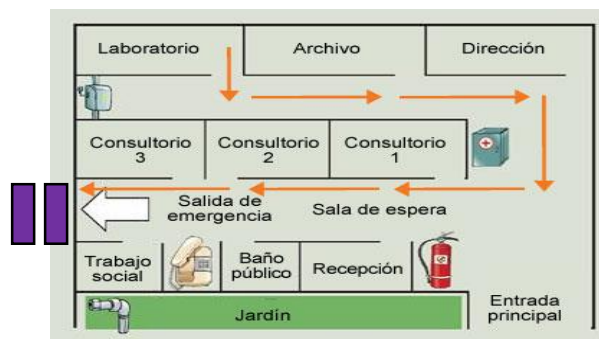 Laboratorio
Archivo
Dirección
Consultorio
3
Consultorio
2
Consultorio
1
Salida de
emergencia
Sala de espera
Trabajo
social
Baño
público
Recepción
Entrada
principal
Jardín